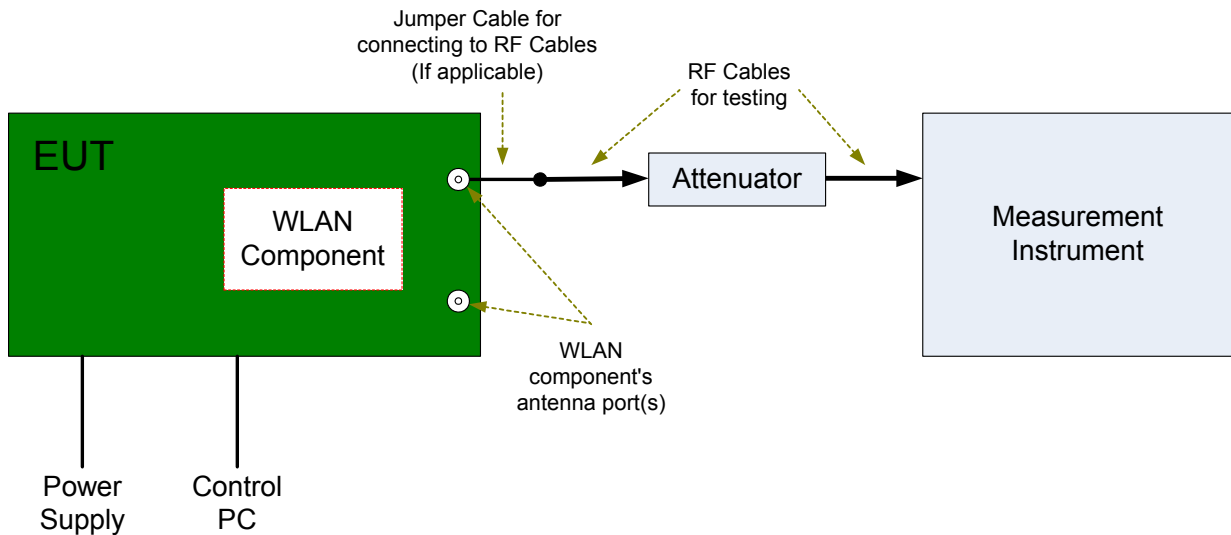 Jumper Cable for
connecting to RF Cables
(If applicable)
RF Cables
for testing
EUT
WLAN
Component
Attenuator
Measurement
Instrument
WLAN
component's
antenna port(s)
Power
Supply
Control
PC